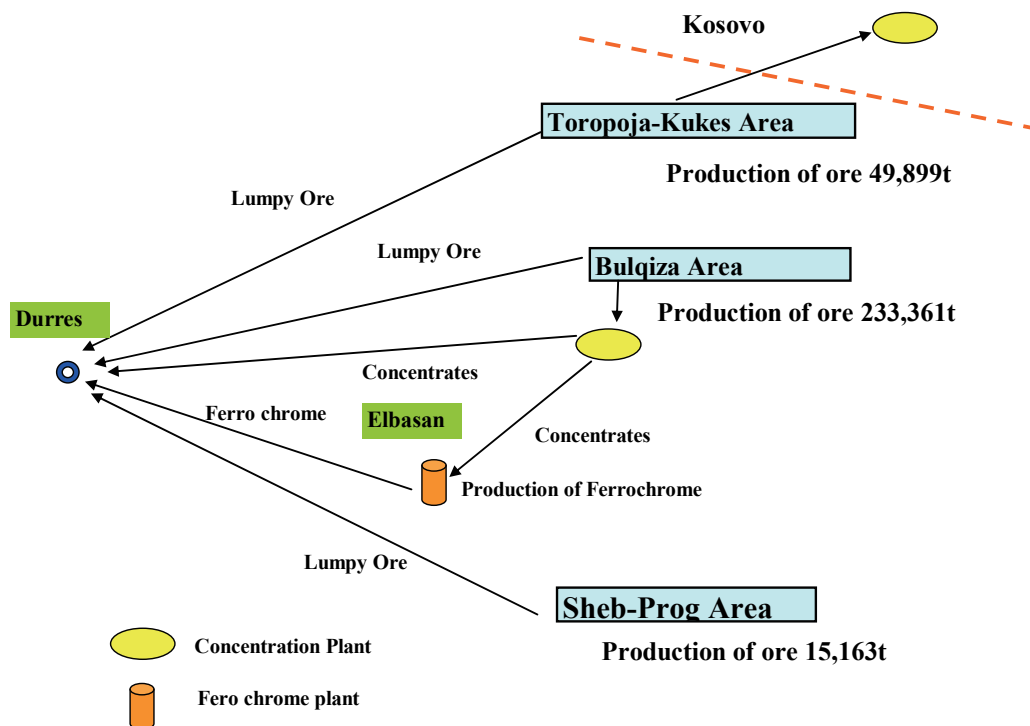 Kosovo
Toropoja-Kukes Area
Production of ore 49,899t
Lumpy Ore
Lumpy Ore
Bulqiza Area
Production of ore 233,361t
Durres
Concentrates
Ferro chrome
Elbasan
Concentrates
Production of Ferrochrome
Lumpy Ore
Sheb-Prog Area
Production of ore 15,163t
Concentration Plant
Fero chrome plant